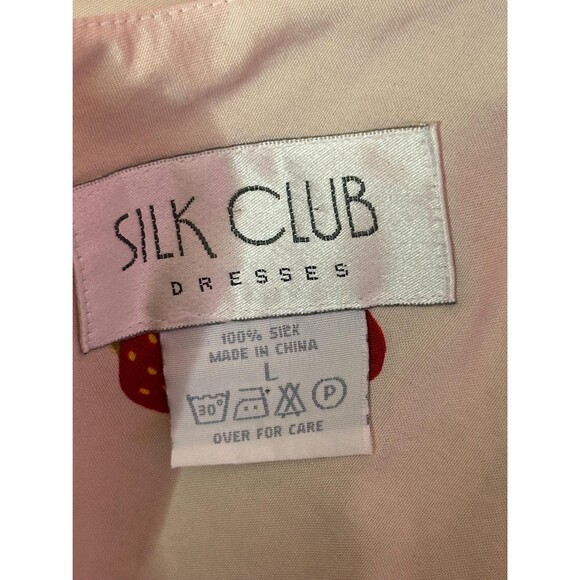 SILK CLUB
DRESSES
100% SILK
MADE IN CHINA
L
30° P
OVER FOR CARE